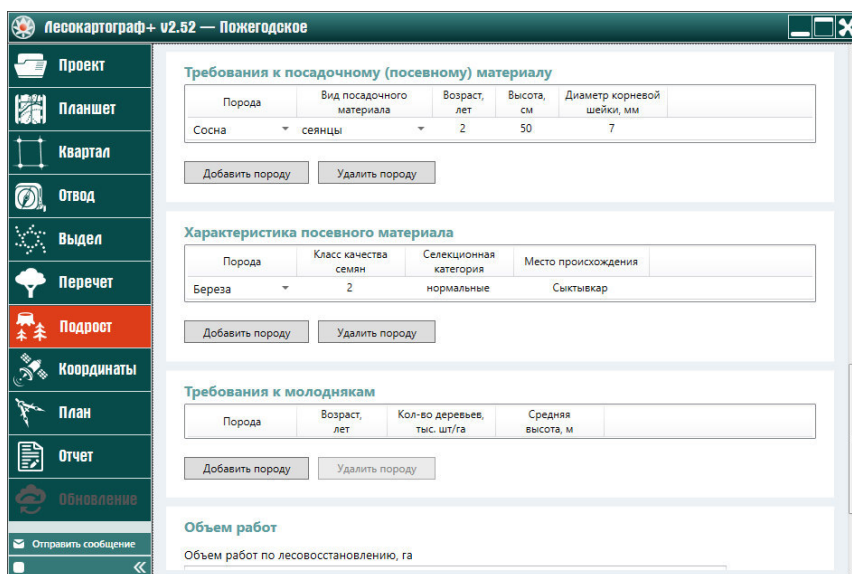 Лесокартограф+ v2.52 — Пожегодское
Проект
Планшет
Квартал
Отвод
Выдел
Перечет
Подрост
Координаты
План
Отчет
Обновление
Отправить сообщение
Требования к посадочному (посевному) материалу
Порода Вид посадочного материала Возраст, лет Высота, см Диаметр корневой шейки, мм
Сосна сеянцы 2 50 7
Добавить породу Удалить породу
Характеристика посевного материала
Порода Класс качества семян Селекционная категория Место происхождения
Береза 2 нормальные Сыктывкар
Добавить породу Удалить породу
Требования к молоднякам
Порода Возраст, лет Кол-во деревьев, тыс. шт/га Средняя высота, м
Добавить породу Удалить породу
Объем работ
Объем работ по лесовосстановлению, га